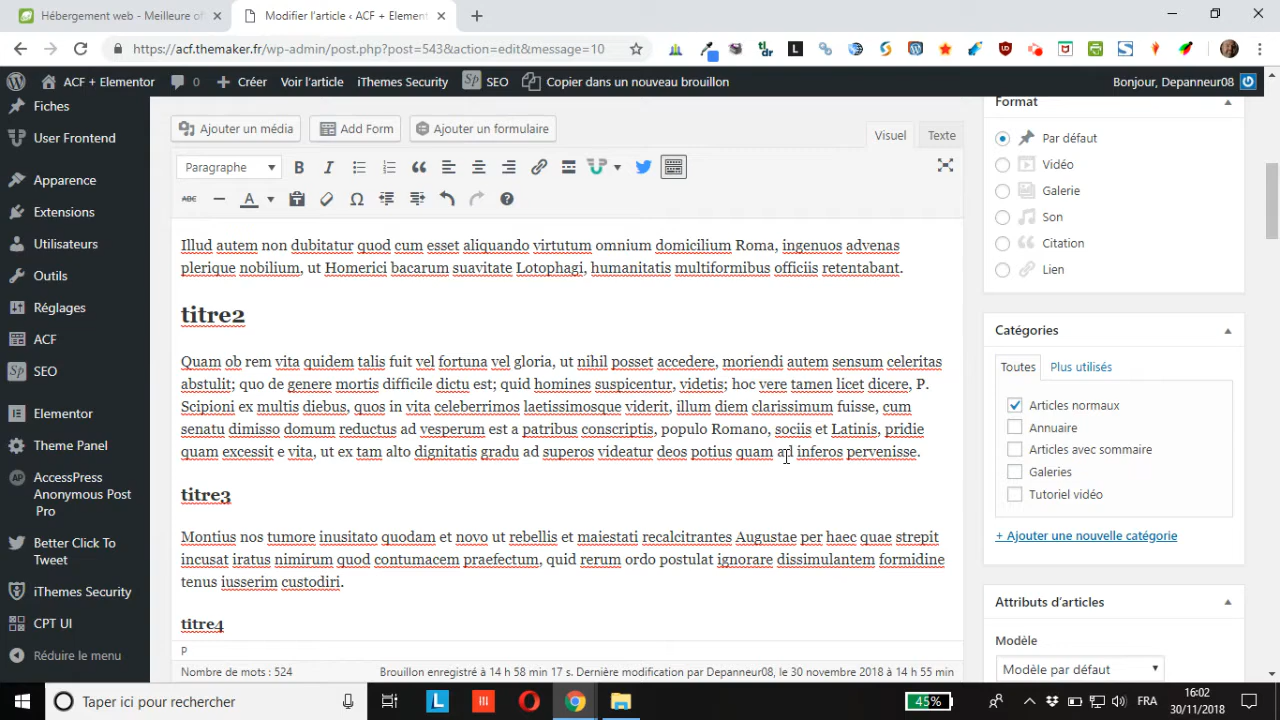 Hébergement web - Meilleure of
Modifier l'article ‹ ACF + Element
https://acf.themaker.fr/wp-admin/post.php?post=543&action=edit&message=10
tl;dr
L
ACF + Elementor
0
Créer
Voir l'article
iThemes Security
Sp SEO
Copier dans un nouveau brouillon
Bonjour, Depanneur08
Fiches
User Frontend
Apparence
Extensions
Utilisateurs
Outils
Réglages
ACF
SEO
Elementor
Theme Panel
AccessPress
Anonymous Post
Pro
Better Click To
Tweet
iThemes Security
CPT UI
Réduire le menu
Ajouter un média
Add Form
Ajouter un formulaire
Visuel
Texte
Paragraphe
B
I
ABC
A
Illud autem non dubitatur quod cum esset aliquando virtutum omnium domicilium Roma, ingenuos advenas
plerique nobilium, ut Homerici bacarum suavitate Lotophagi, humanitatis multiformibus officiis retentabant.
titre2
Quam ob rem vita quidem talis fuit vel fortuna vel gloria, ut nihil posset accedere, moriendi autem sensum celeritas
abstulit; quo de genere mortis difficile dictu est; quid homines suspicentur, videtis; hoc vere tamen licet dicere, P.
Scipioni ex multis diebus, quos in vita celeberrimos laetissimosque viderit, illum diem clarissimum fuisse, cum
senatu dimisso domum reductus ad vesperum est a patribus conscriptis, populo Romano, sociis et Latinis, pridie
quam excessit e vita, ut ex tam alto dignitatis gradu ad superos videatur deos potius quam ad inferos pervenisse.
titre3
Montius nos tumore inusitato quodam et novo ut rebellis et maiestati recalcitrantes Augustae per haec quae strepit
incusat iratus nimirum quod contumacem praefectum, quid rerum ordo postulat ignorare dissimulantem formidine
tenus iusserim custodiri.
titre4
P
Nombre de mots : 524
Brouillon enregistré à 14 h 58 min 17 s. Dernière modification par Depanneur08, le 30 novembre 2018 à 14 h 55 min
Format
Par défaut
Vidéo
Galerie
Son
Citation
Lien
Catégories
Toutes
Plus utilisés
Articles normaux
Annuaire
Articles avec sommaire
Galeries
Tutoriel vidéo
+ Ajouter une nouvelle catégorie
Attributs d'articles
Modèle
Modèle par défaut
Taper ici pour rechercher
L
45%
FRA
16:02
30/11/2018